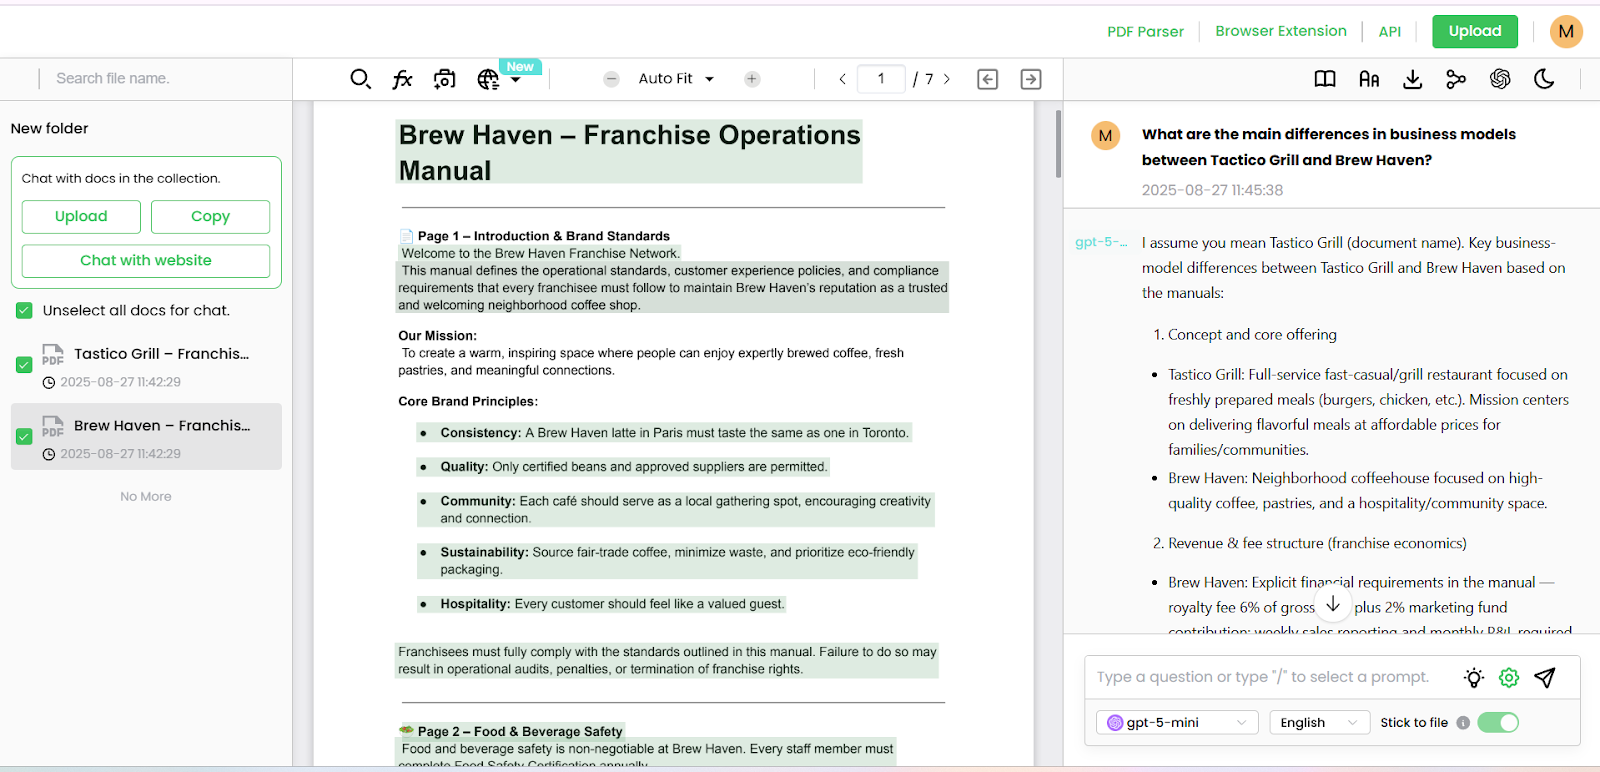 PDF Parser
Browser Extension
API
Upload
M
Search file name.
New
Auto Fit
1
/ 7
New folder
Chat with docs in the collection.
Upload
Copy
Chat with website
Unselect all docs for chat.
PDF
Tastico Grill – Franchis...
2025-08-27 11:42:29
PDF
Brew Haven – Franchis...
2025-08-27 11:42:29
No More
Brew Haven – Franchise Operations
Manual
Page 1 – Introduction & Brand Standards
Welcome to the Brew Haven Franchise Network.
This manual defines the operational standards, customer experience policies, and compliance
requirements that every franchisee must follow to maintain Brew Haven's reputation as a trusted
and welcoming neighborhood coffee shop.
Our Mission:
To create a warm, inspiring space where people can enjoy expertly brewed coffee, fresh
pastries, and meaningful connections.
Core Brand Principles:
● Consistency: A Brew Haven latte in Paris must taste the same as one in Toronto.
● Quality: Only certified beans and approved suppliers are permitted.
● Community: Each café should serve as a local gathering spot, encouraging creativity
and connection.
● Sustainability: Source fair-trade coffee, minimize waste, and prioritize eco-friendly
packaging.
● Hospitality: Every customer should feel like a valued guest.
Franchisees must fully comply with the standards outlined in this manual. Failure to do so may
result in operational audits, penalties, or termination of franchise rights.
Page 2 – Food & Beverage Safety
Food and beverage safety is non-negotiable at Brew Haven. Every staff member must
complete Food Safety Certification annually.
M
What are the main differences in business models
between Tactico Grill and Brew Haven?
2025-08-27 11:45:38
gpt-5-...
I assume you mean Tastico Grill (document name). Key business-
model differences between Tastico Grill and Brew Haven based on
the manuals:
1. Concept and core offering
• Tastico Grill: Full-service fast-casual/grill restaurant focused on
freshly prepared meals (burgers, chicken, etc.). Mission centers
on delivering flavorful meals at affordable prices for
families/communities.
• Brew Haven: Neighborhood coffeehouse focused on high-
quality coffee, pastries, and a hospitality/community space.
2. Revenue & fee structure (franchise economics)
• Brew Haven: Explicit financial requirements in the manual —
royalty fee 6% of gross plus 2% marketing fund
contribution; weekly sales reporting and monthly P&L required
Type a question or type "/" to select a prompt.
gpt-5-mini
English
Stick to file